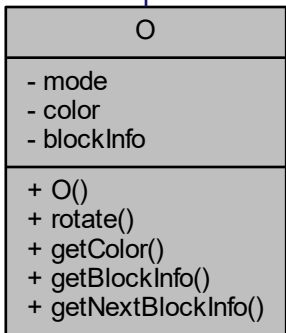 O
- mode
- color
- blockInfo
+ O()
+ rotate()
+ getColor()
+ getBlockInfo()
+ getNextBlockInfo()